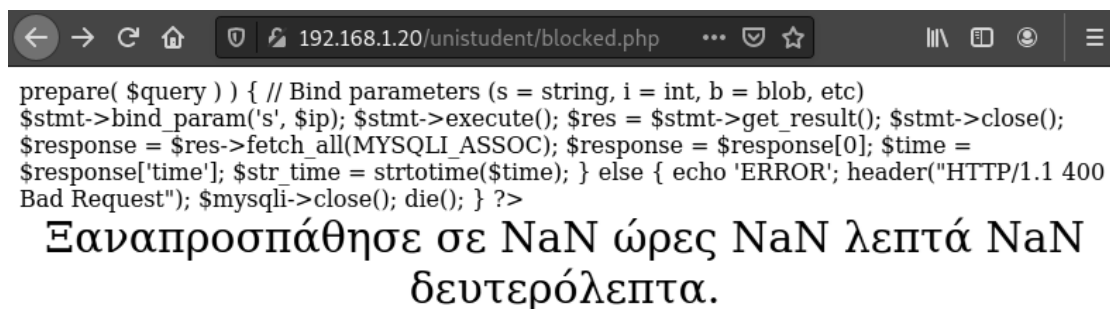 192.168.1.20/unistudent/blocked.php
prepare( $query ) ) { // Bind parameters (s = string, i = int, b = blob, etc)
$stmt->bind_param('s', $ip); $stmt->execute(); $res = $stmt->get_result(); $stmt->close();
$response = $res->fetch_all(MYSQLI_ASSOC); $response = $response[0]; $time =
$response['time']; $str_time = strtotime($time); } else { echo 'ERROR'; header("HTTP/1.1 400
Bad Request"); $mysqli->close(); die(); } ?>
Ξαναπροσπάθησε σε NaN ώρες NaN λεπτά NaN
δευτερόλεπτα.